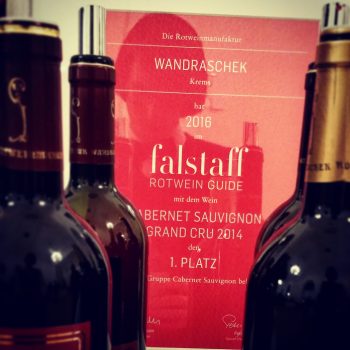 Die Rotweinmanufaktur
WANDRASCHEK
Krems
hat
2016
im
falstaff
ROTWEIN GUIDE
mit dem Wein
CABERNET SAUVIGNON
GRAND CRU 2014
den
1. PLATZ
Gruppe Cabernet Sauvignon